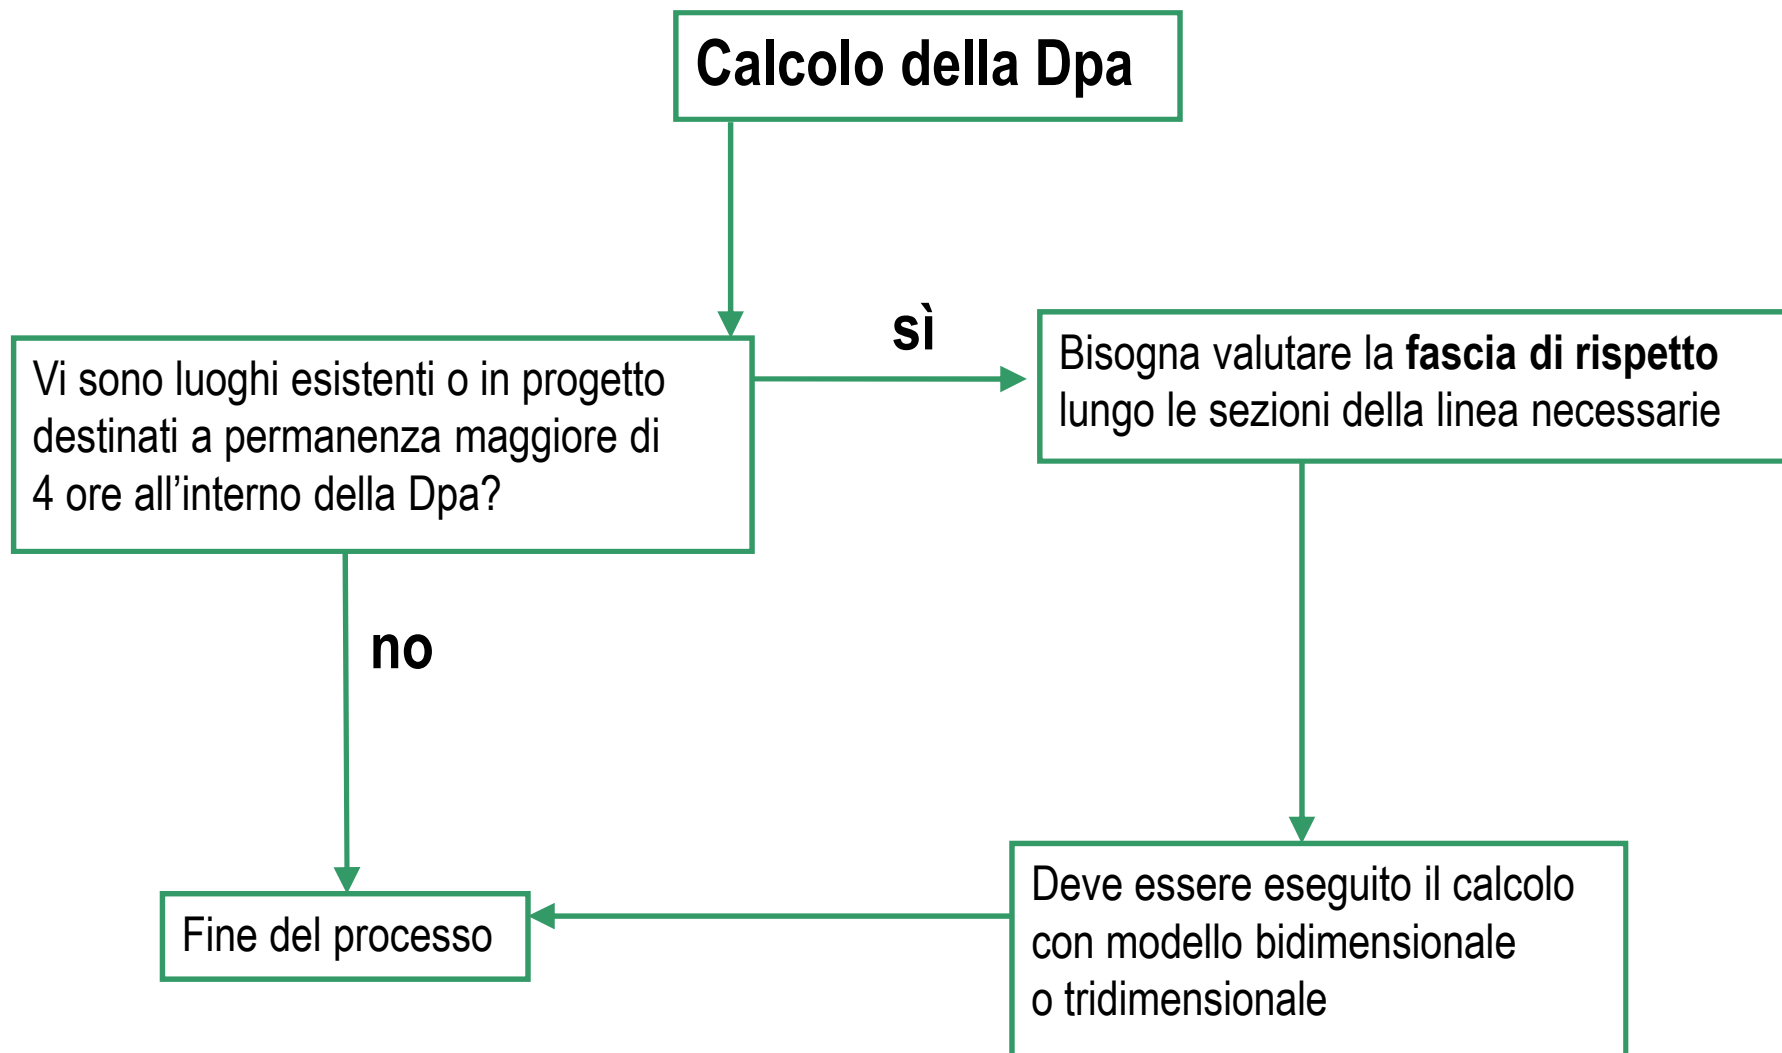 Calcolo della Dpa
sì
Vi sono luoghi esistenti o in progetto
destinati a permanenza maggiore di
4 ore all’interno della Dpa?
Bisogna valutare la fascia di rispetto
lungo le sezioni della linea necessarie
no
Fine del processo
Deve essere eseguito il calcolo
con modello bidimensionale
o tridimensionale